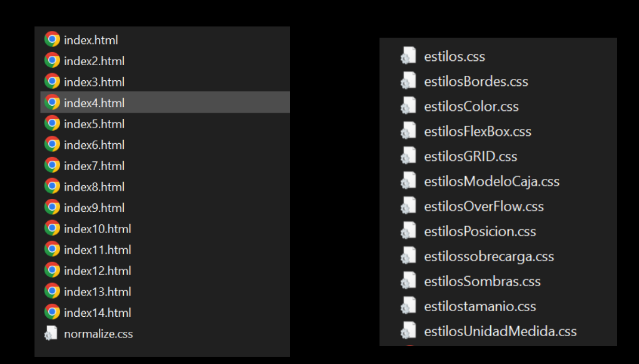 index.html
index2.html
index3.html
index4.html
index5.html
index6.html
index7.html
index8.html
index9.html
index10.html
index11.html
index12.html
index13.html
index14.html
normalize.css
estilos.css
estilosBordes.css
estilosColor.css
estilosFlexBox.css
estilosGRID.css
estilosModeloCaja.css
estilosOverFlow.css
estilosPosicion.css
estilossobrecarga.css
estilosSombras.css
estilostamanio.css
estilosUnidadMedida.css